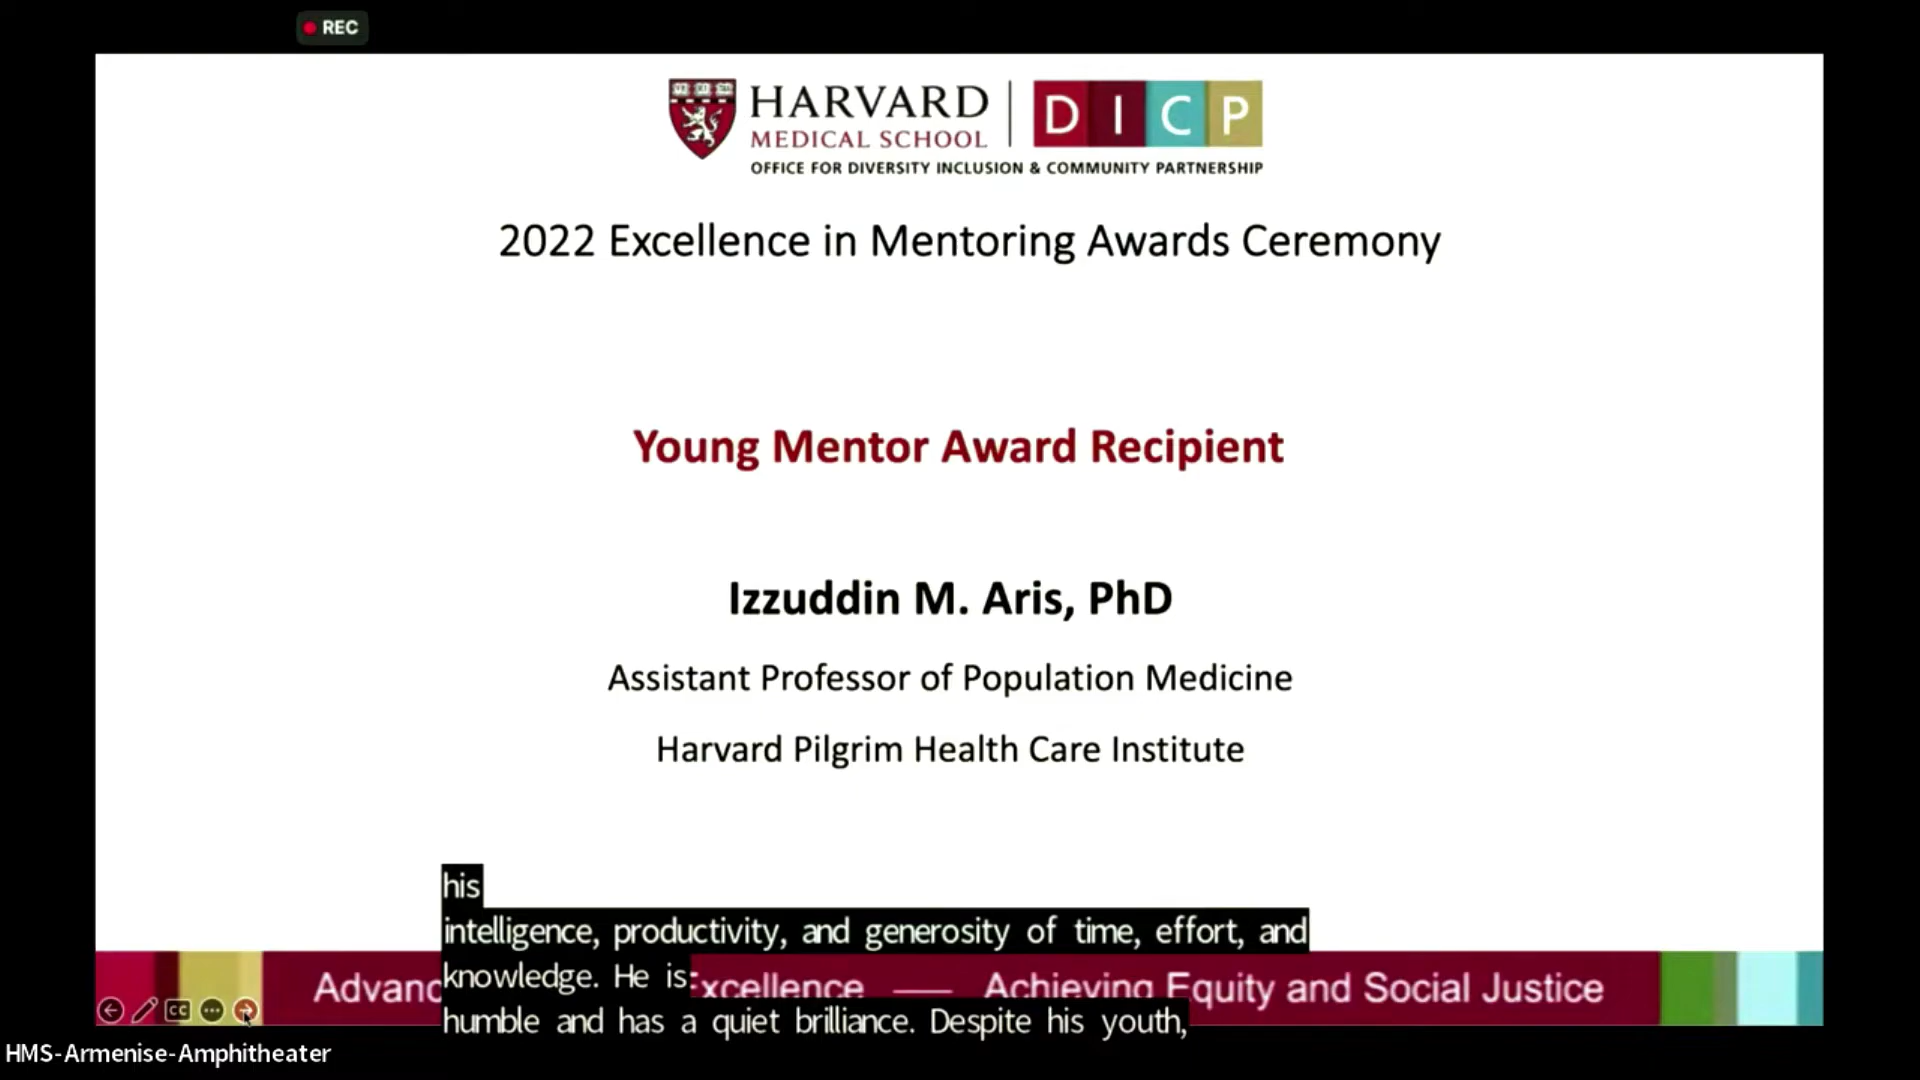 REC
HARVARD
MEDICAL SCHOOL
DICP
OFFICE FOR DIVERSITY INCLUSION & COMMUNITY PARTNERSHIP
2022 Excellence in Mentoring Awards Ceremony
Young Mentor Award Recipient
Izzuddin M. Aris, PhD
Assistant Professor of Population Medicine
Harvard Pilgrim Health Care Institute
his
intelligence, productivity, and generosity of time, effort, and
knowledge. He is
humble and has a quiet brilliance. Despite his youth,
Excellence — Achieving Equity and Social Justice
CC
HMS-Armenise-Amphitheater